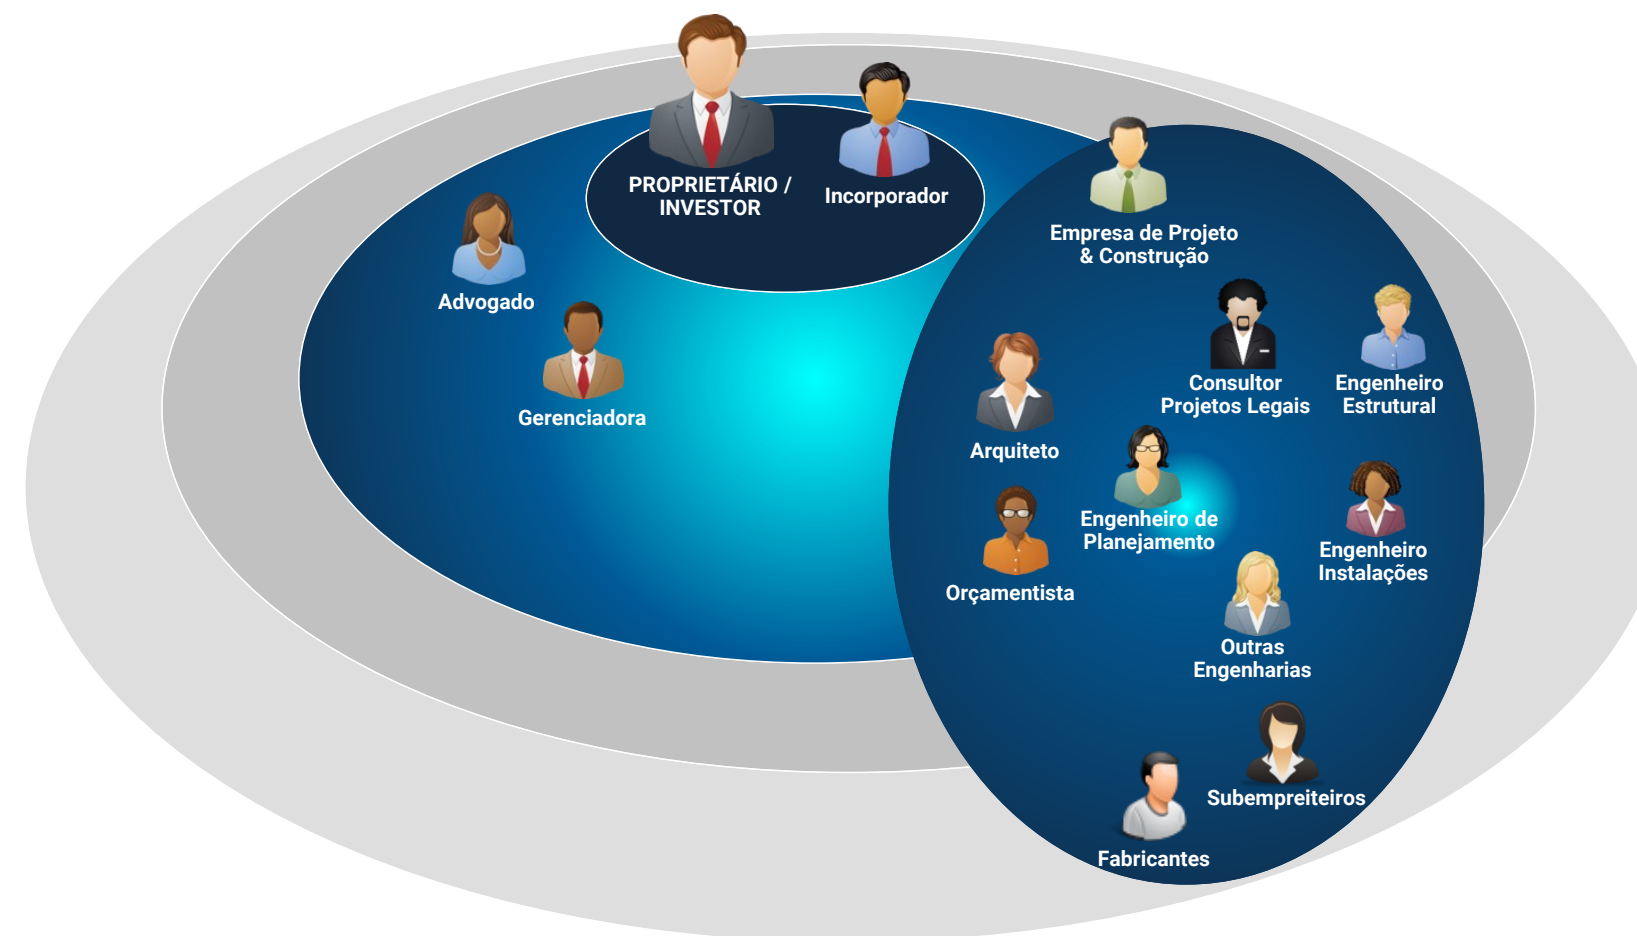 PROPRIETÁRIO /
INVESTOR
Incorporador
Empresa de Projeto
& Construção
Advogado
Gerenciadora
Consultor
Projetos Legais
Engenheiro
Estrutural
Arquiteto
Engenheiro de
Planejamento
Engenheiro
Instalações
Orçamentista
Outras
Engenharias
Subempreiteiros
Fabricantes